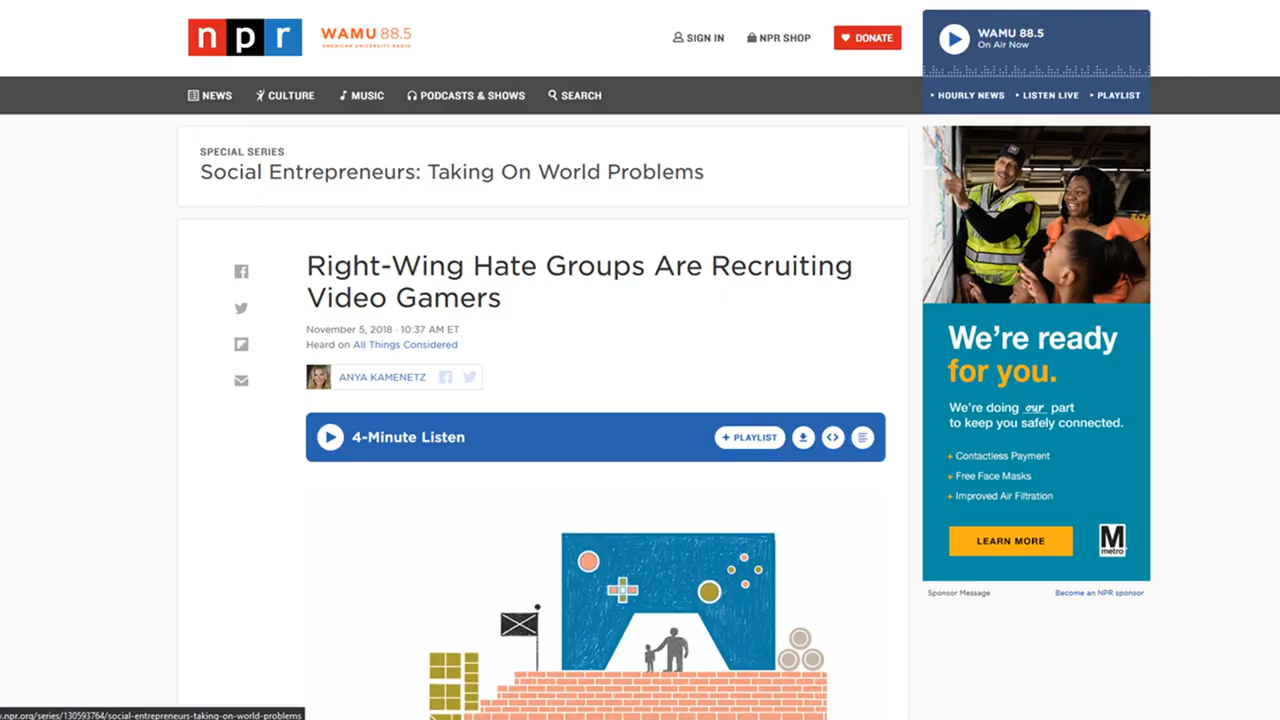 npr
WAMU 88.5
AMERICAN UNIVERSITY RADIO
SIGN IN
NPR SHOP
DONATE
WAMU 88.5
On Air Now
NEWS
CULTURE
MUSIC
PODCASTS & SHOWS
SEARCH
HOURLY NEWS
LISTEN LIVE
PLAYLIST
SPECIAL SERIES
Social Entrepreneurs: Taking On World Problems
Right-Wing Hate Groups Are Recruiting
Video Gamers
November 5, 2018 · 10:37 AM ET
Heard on All Things Considered
ANYA KAMENETZ
4-Minute Listen
+ PLAYLIST
We're ready
for you.
We're doing our part
to keep you safely connected.
+ Contactless Payment
+ Free Face Masks
+ Improved Air Filtration
LEARN MORE
M
metro
Sponsor Message
Become an NPR sponsor
.npr.org/series/130593764/social-entrepreneurs-taking-on-world-problems